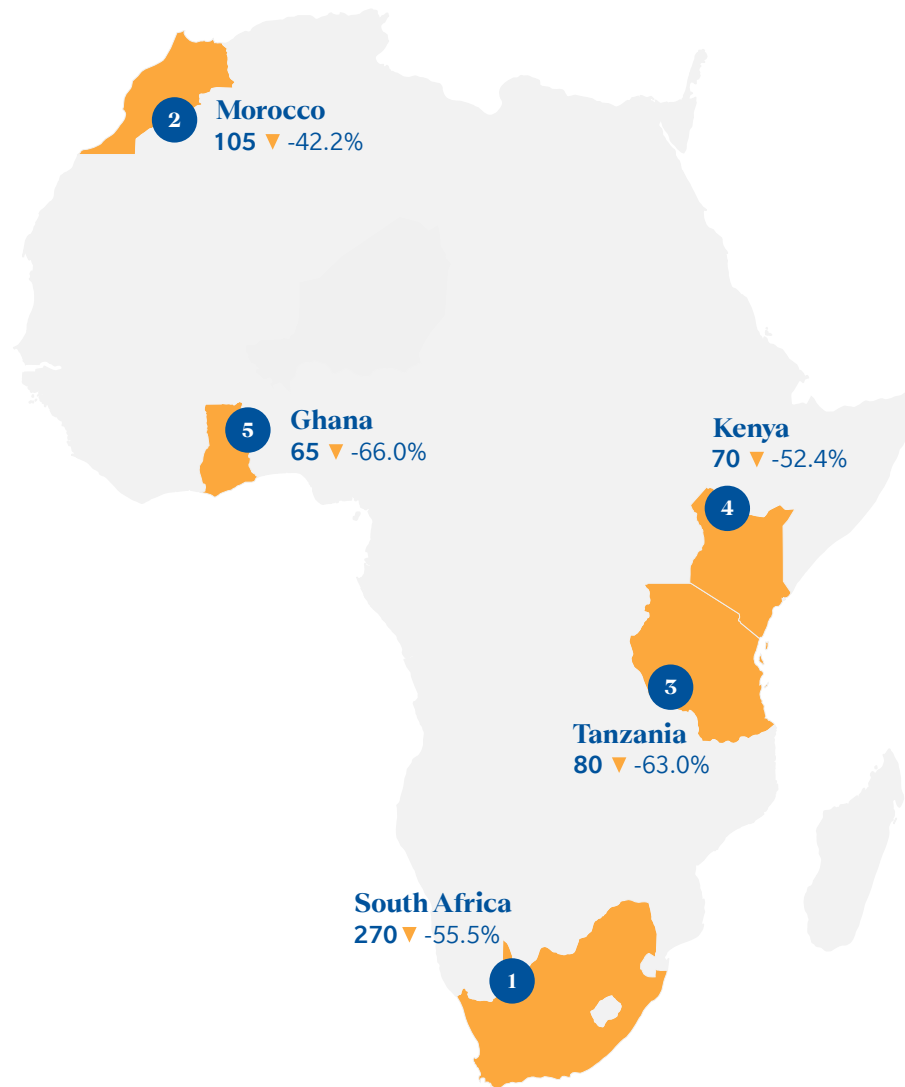 2
Morocco
105 ▼ -42.2%
5
Ghana
65 ▼ -66.0%
Kenya
70 ▼ -52.4%
4
3
Tanzania
80 ▼ -63.0%
South Africa
270 ▼ -55.5%
1